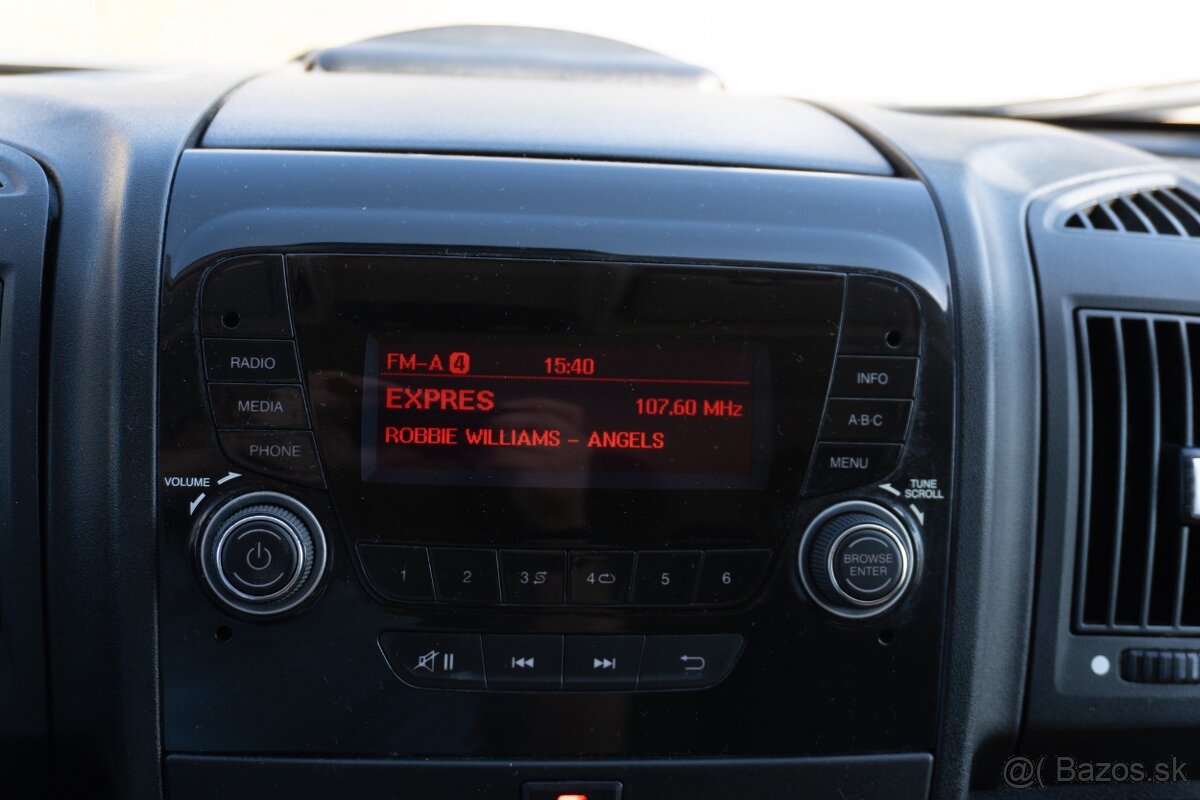 FM-A 4 15:40
EXPRES 107.60 MHz
ROBBIE WILLIAMS - ANGELS
RADIO
MEDIA
PHONE
INFO
A·B·C
MENU
VOLUME
TUNE
SCROLL
BROWSE
ENTER
1 2 3 4 5 6
@( Bazos.sk